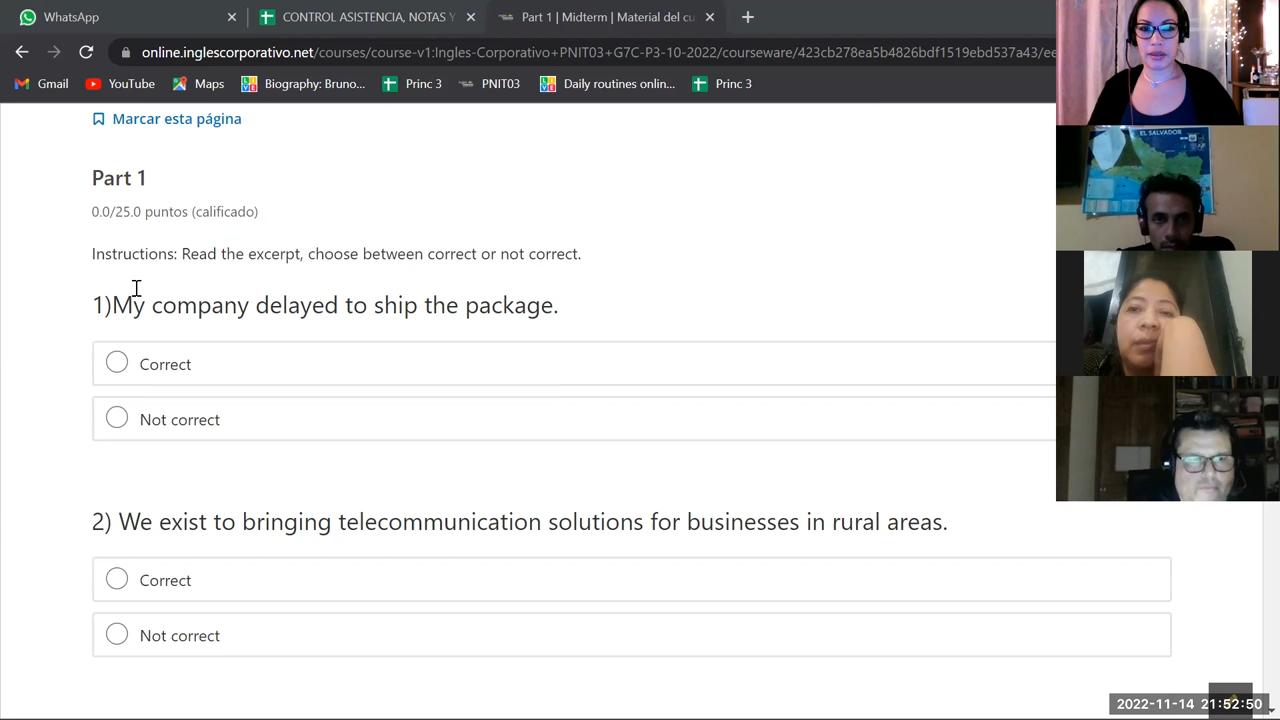 WhatsApp
CONTROL ASISTENCIA, NOTAS Y
Part 1 | Midterm | Material del cu
online.inglescorporativo.net/courses/course-v1:Inglescorporativo+PNIT03+G7C-P3-10-2022/courseware/423cb278ea5b4826bdf1519ebd537a43/ee
Gmail
YouTube
Maps
Biography: Bruno...
Princ 3
PNIT03
Daily routines onlin...
Princ 3
EL SALVADOR
Marcar esta página
Part 1
0.0/25.0 puntos (calificado)
Instructions: Read the excerpt, choose between correct or not correct.
1)My company delayed to ship the package.
Correct
Not correct
2) We exist to bringing telecommunication solutions for businesses in rural areas.
Correct
Not correct
2022-11-14 21:52:50